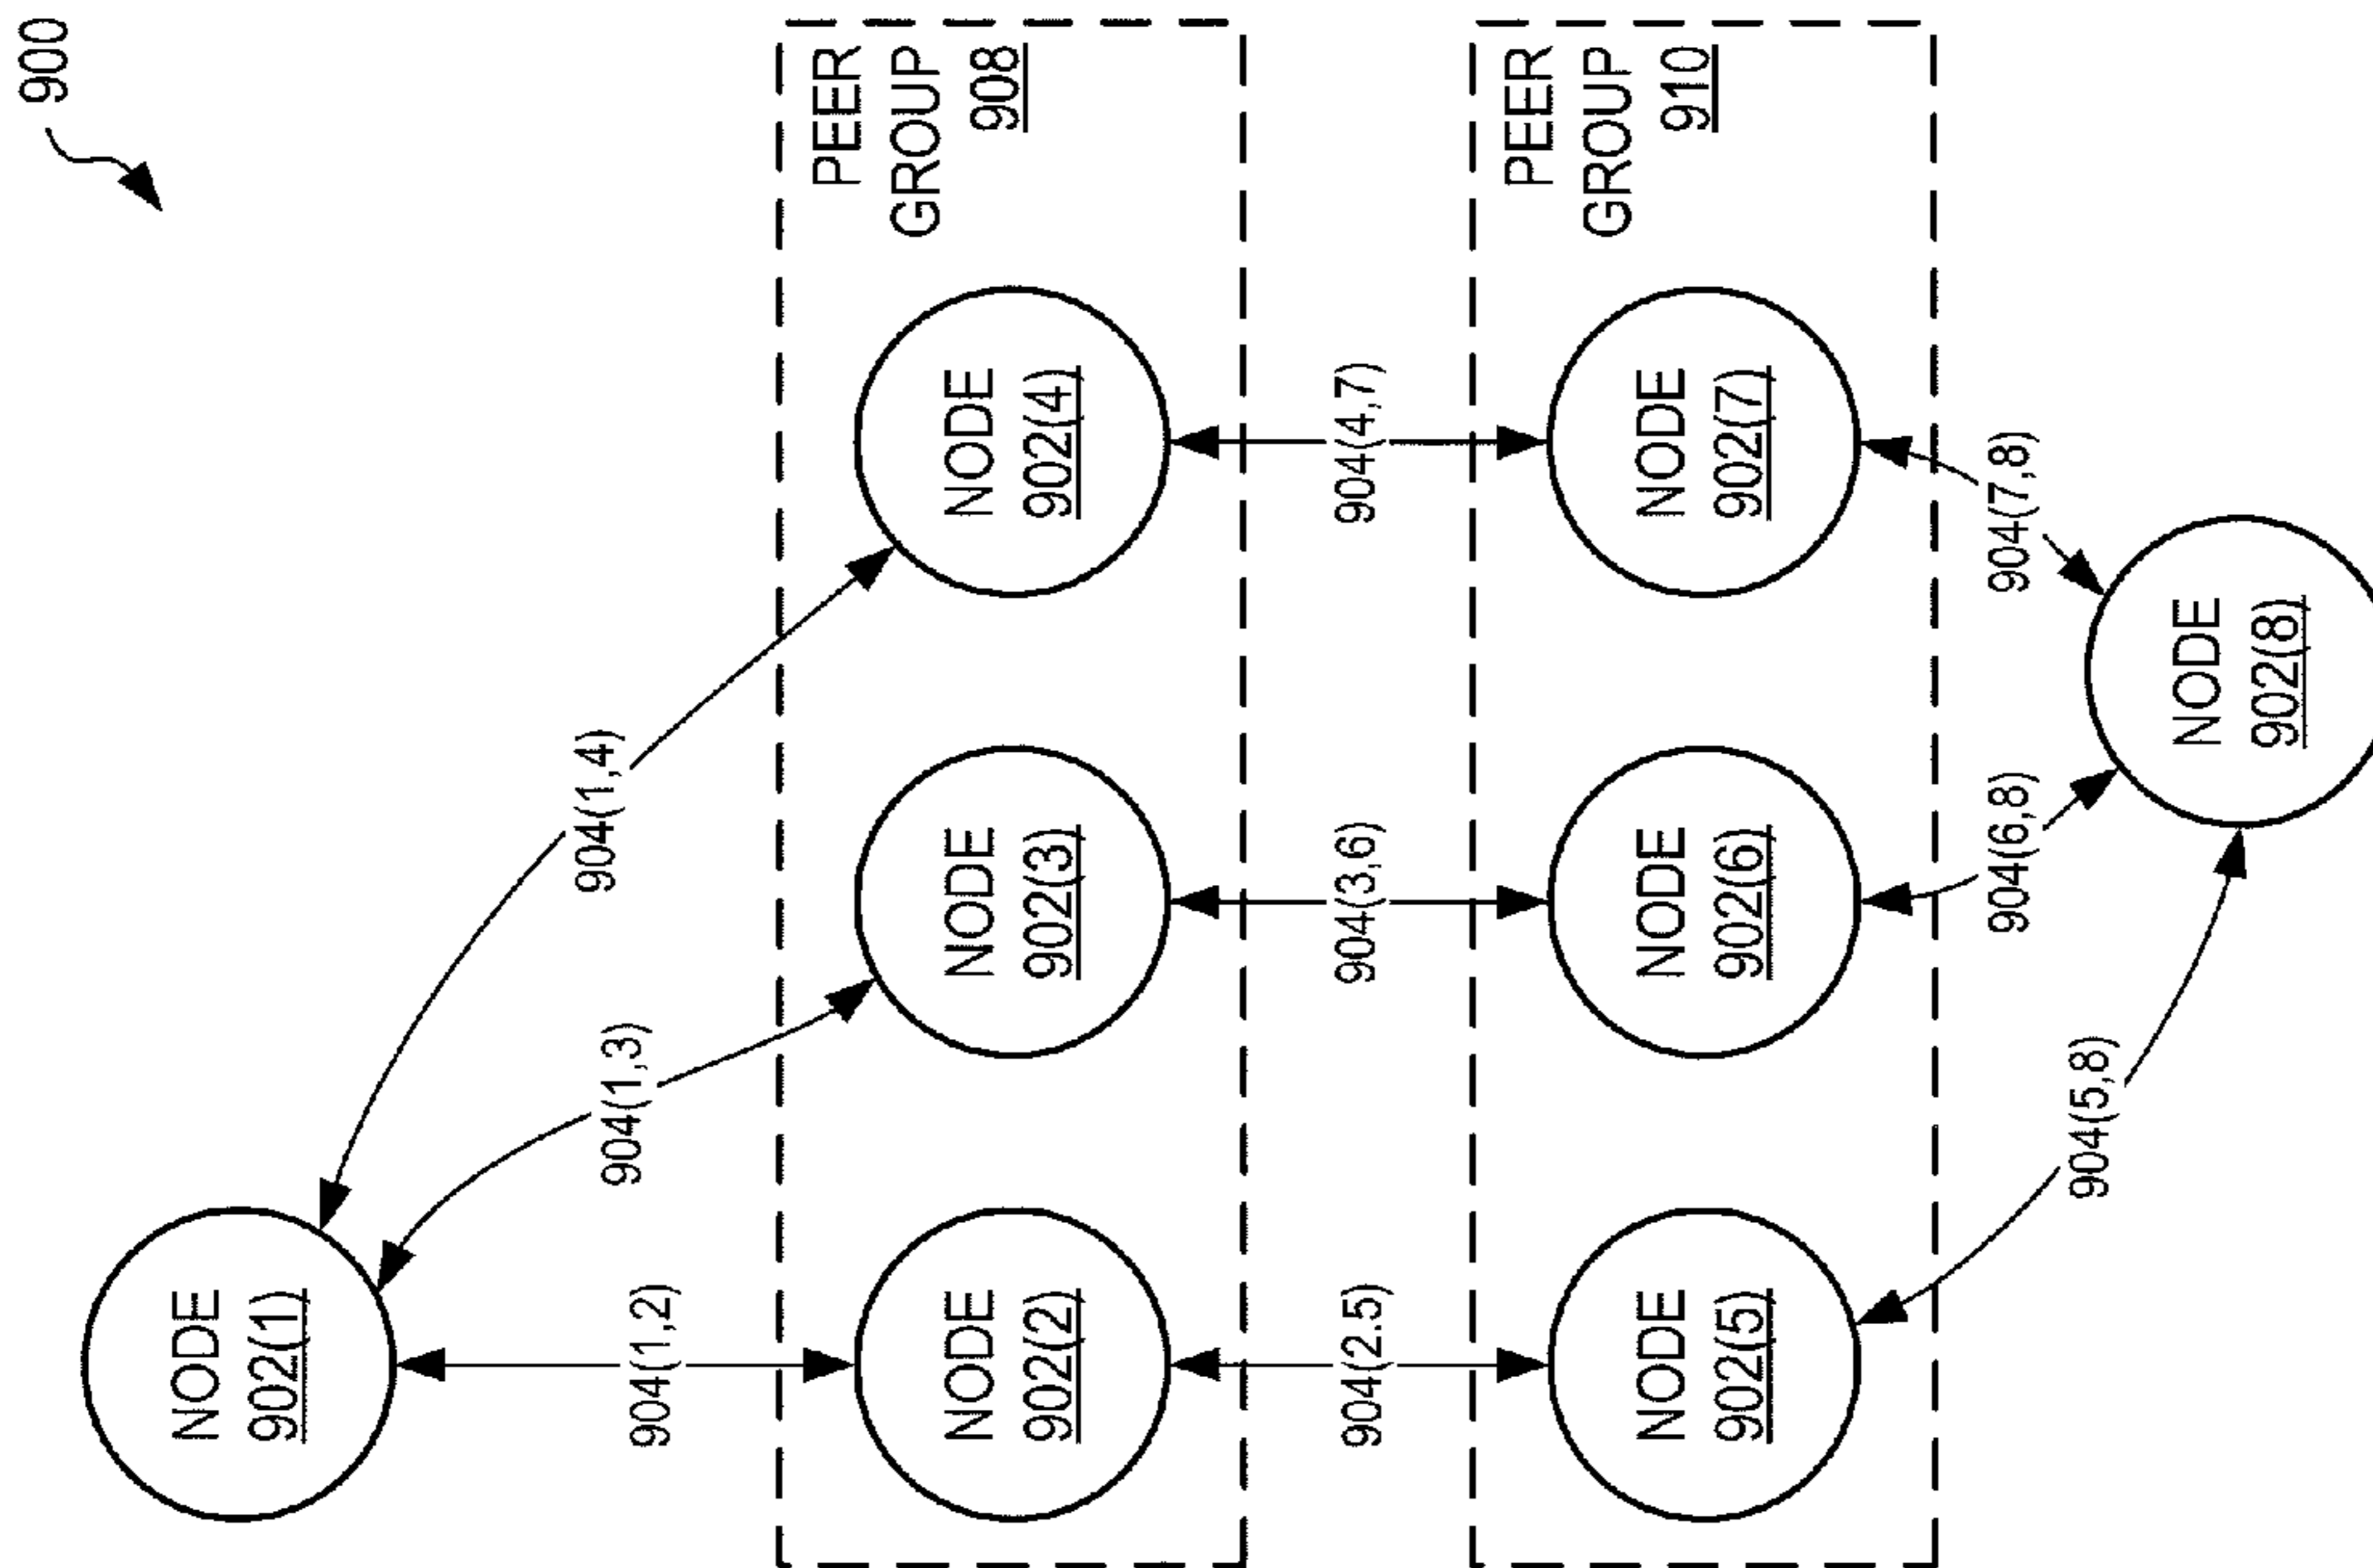 900
NODE
902(1)
904(1,2)
904(1,3)
904(1,4)
PEER
GROUP
908
NODE
902(2)
NODE
902(3)
NODE
902(4)
904(2.5)
904(3,6)
904(4,7)
PEER
GROUP
910
NODE
902(5)
NODE
902(6)
NODE
902(7)
904(5,8)
904(6,8)
904(7,8)
NODE
902(8)